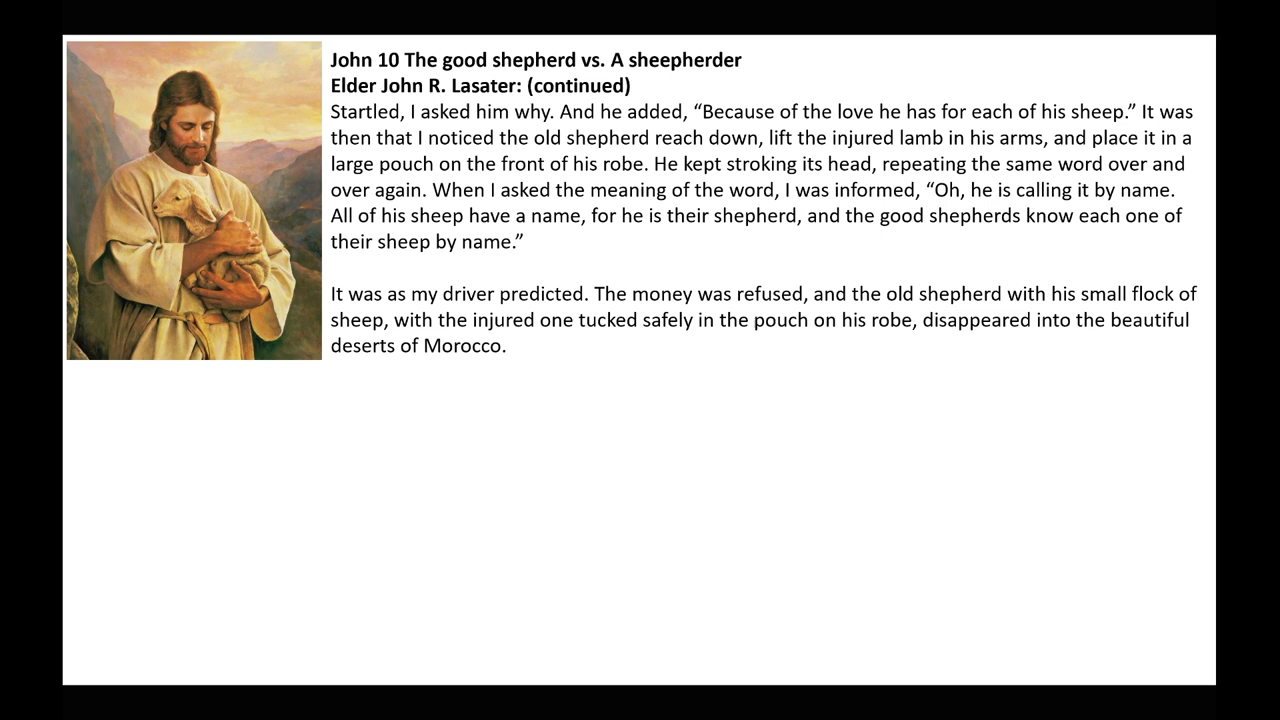 John 10 The good shepherd vs. A sheepherder
Elder John R. Lasater: (continued)
Startled, I asked him why. And he added, “Because of the love he has for each of his sheep.” It was
then that I noticed the old shepherd reach down, lift the injured lamb in his arms, and place it in a
large pouch on the front of his robe. He kept stroking its head, repeating the same word over and
over again. When I asked the meaning of the word, I was informed, “Oh, he is calling it by name.
All of his sheep have a name, for he is their shepherd, and the good shepherds know each one of
their sheep by name.”
It was as my driver predicted. The money was refused, and the old shepherd with his small flock of
sheep, with the injured one tucked safely in the pouch on his robe, disappeared into the beautiful
deserts of Morocco.